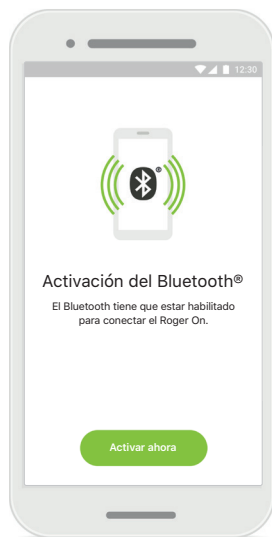 12:30
Activación del Bluetooth®
El Bluetooth tiene que estar habilitado
para conectar el Roger On.
Activar ahora